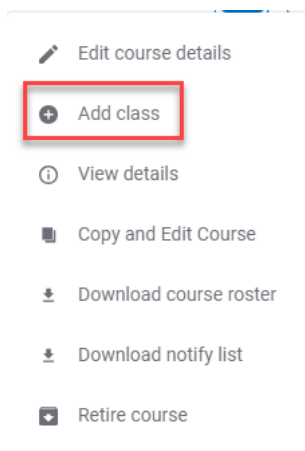 Edit course details
Add class
View details
Copy and Edit Course
Download course roster
Download notify list
Retire course